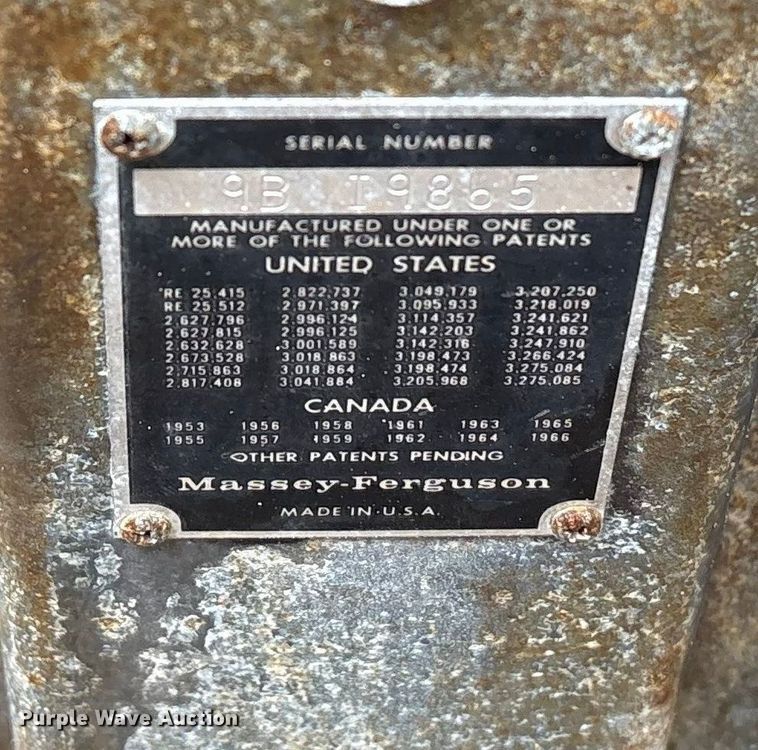 SERIAL NUMBER
9B 19865
MANUFACTURED UNDER ONE OR
MORE OF THE FOLLOWING PATENTS
UNITED STATES
RE 25,415 2,822,737 3,049,179 3,207,250
RE 25,512 2,971,397 3,095,933 3,218,019
2,627,796 2,996,124 3,114,357 3,241,621
2,627,815 2,996,125 3,142,203 3,241,862
2,632,628 3,001,589 3,142,316 3,247,910
2,673,528 3,018,863 3,198,473 3,266,424
2,715,863 3,018,864 3,198,474 3,275,084
2,817,408 3,041,884 3,205,968 3,275,085
CANADA
1953 1956 1958 1961 1963 1965
1955 1957 1959 1962 1964 1966
OTHER PATENTS PENDING
Massey-Ferguson
MADE IN U.S.A.
Purple Wave Auction